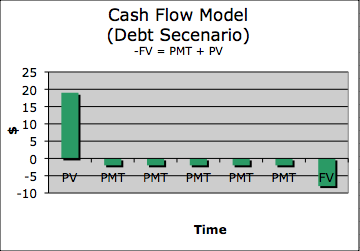 Cash Flow Model
(Debt Secenario)
-FV = PMT + PV
25
20
15
10
5
0
-5
-10
$
PV PMT PMT PMT PMT PMT FV
Time